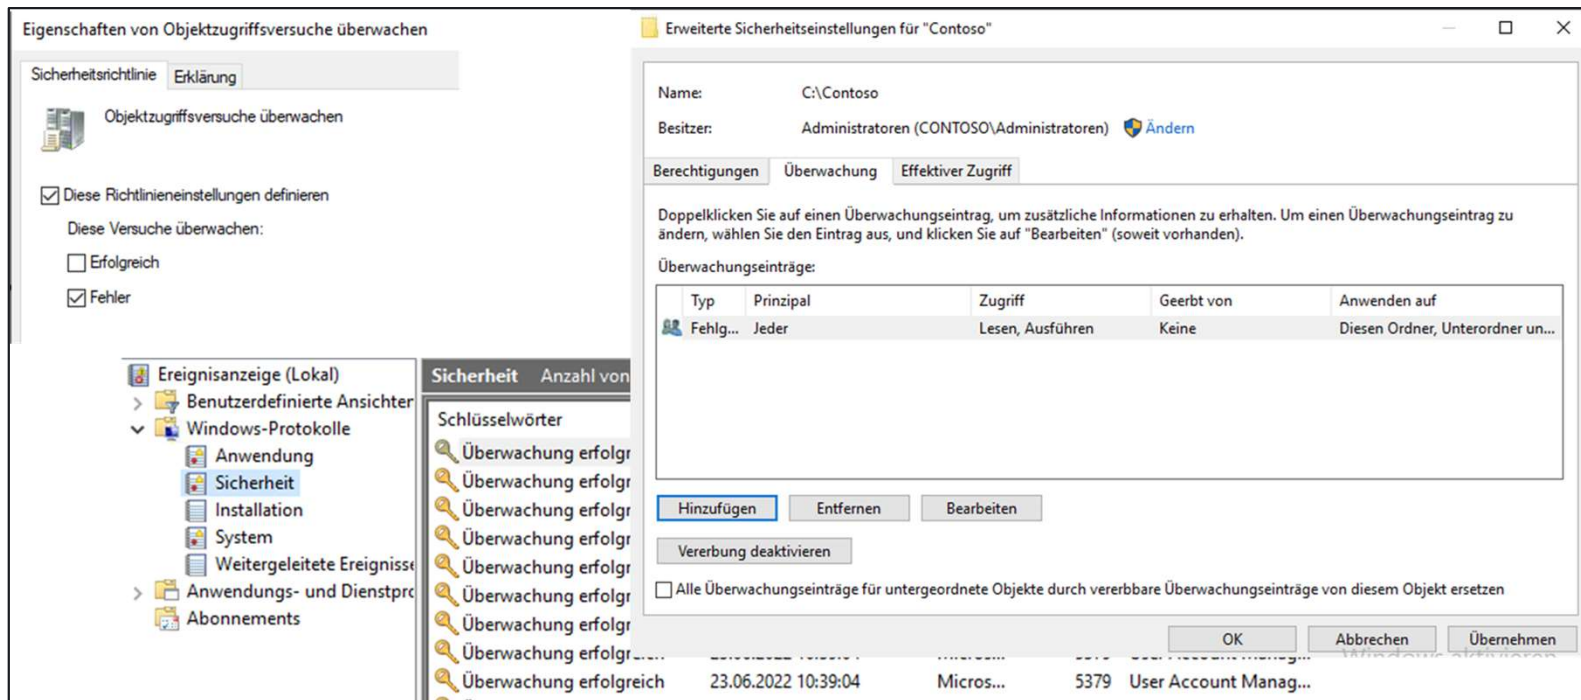 Eigenschaften von Objektzugriffsversuche überwachen
Sicherheitsrichtlinie Erklärung
Objektzugriffsversuche überwachen
Diese Richtlinieneinstellungen definieren
Diese Versuche überwachen:
Erfolgreich
Fehler
Erweiterte Sicherheitseinstellungen für "Contoso"
Name: C:\Contoso
Besitzer: Administratoren (CONTOSO\Administratoren) Ändern
Berechtigungen Überwachung Effektiver Zugriff
Doppelklicken Sie auf einen Überwachungseintrag, um zusätzliche Informationen zu erhalten. Um einen Überwachungseintrag zu
ändern, wählen Sie den Eintrag aus, und klicken Sie auf "Bearbeiten" (soweit vorhanden).
Überwachungseinträge:
Typ Prinzipal Zugriff Geerbt von Anwenden auf
Fehlg... Jeder Lesen, Ausführen Keine Diesen Ordner, Unterordner un...
Hinzufügen Entfernen Bearbeiten
Vererbung deaktivieren
Alle Überwachungseinträge für untergeordnete Objekte durch vererbbare Überwachungseinträge von diesem Objekt ersetzen
OK Abbrechen Übernehmen
Ereignisanzeige (Lokal)
Benutzerdefinierte Ansichter
Windows-Protokolle
Anwendung
Sicherheit
Installation
System
Weitergeleitete Ereignisse
Anwendungs- und Dienstpro
Abonnements
Sicherheit Anzahl von
Schlüsselwörter
Überwachung erfolgr
Überwachung erfolgr
Überwachung erfolgr
Überwachung erfolgr
Überwachung erfolgr
Überwachung erfolgr
Überwachung erfolgr
Überwachung erfolgreich
Überwachung erfolgreich 23.06.2022 10:39:04 Micros... 5379 User Account Manag...